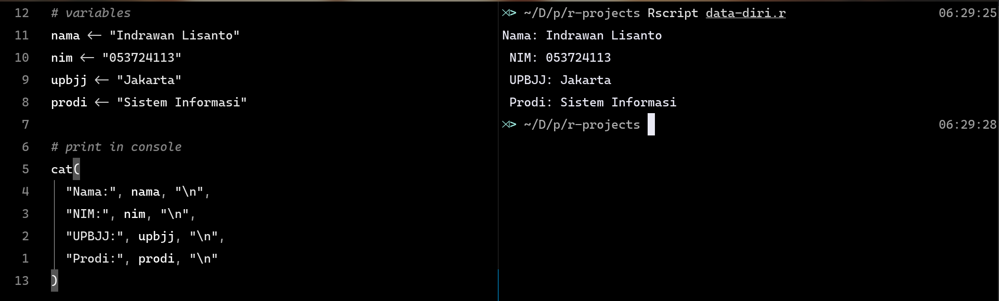 12 # variables
11 nama <- "Indrawan Lisanto"
10 nim <- "053724113"
9 upbjj <- "Jakarta"
8 prodi <- "Sistem Informasi"
7
6 # print in console
5 cat(
4 "Nama:", nama, "\n",
3 "NIM:", nim, "\n",
2 "UPBJJ:", upbjj, "\n",
1 "Prodi:", prodi, "\n"
13 )
⋊> ~/D/p/r-projects Rscript data-diri.r 06:29:25
Nama: Indrawan Lisanto
NIM: 053724113
UPBJJ: Jakarta
Prodi: Sistem Informasi
⋊> ~/D/p/r-projects 06:29:28